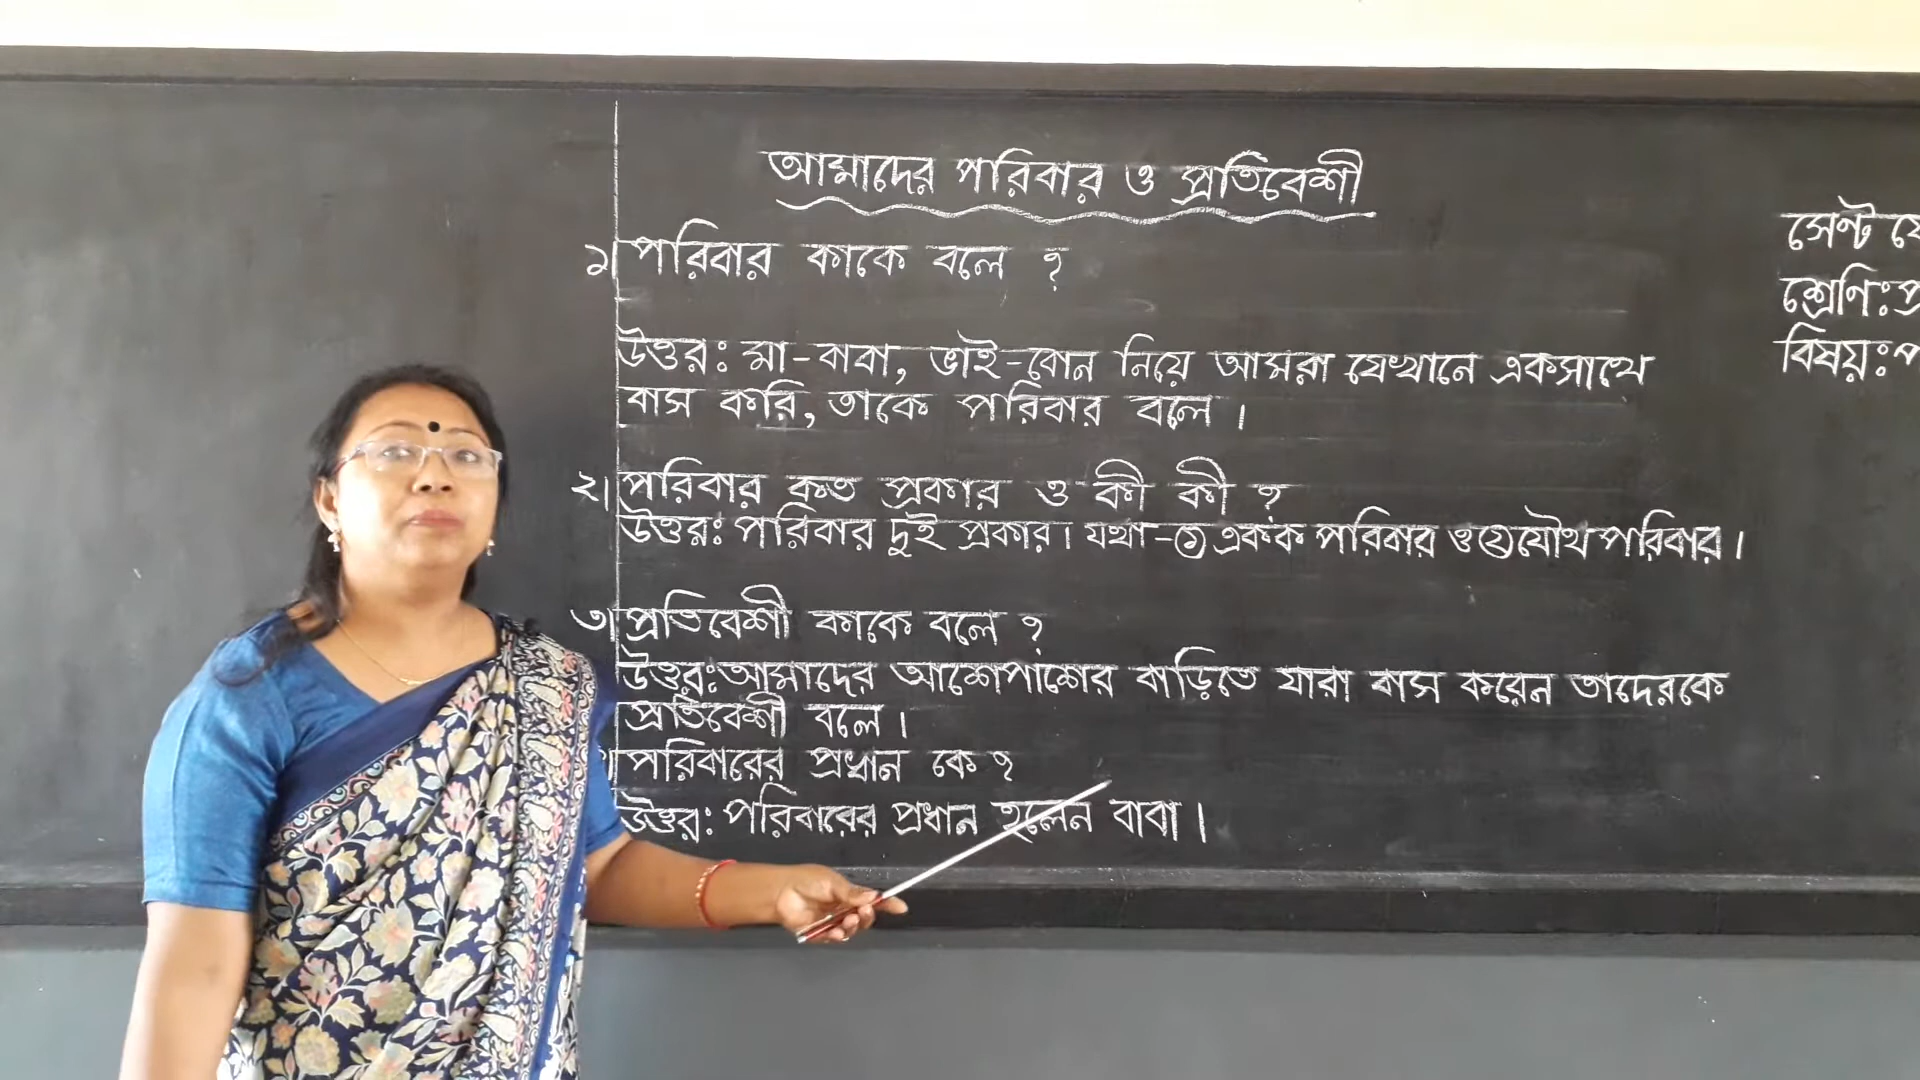 আমাদের পরিবার ও প্রতিবেশী
১। পরিবার কাকে বলে ?
উত্তরঃ মা-বাবা, ভাই-বোন নিয়ে আমরা যেখানে একসাথে
বাস করি, তাকে পরিবার বলে ।
২। পরিবার কত প্রকার ও কী কী ?
উত্তরঃ পরিবার দুই প্রকার। যথা-① একক পরিবার ও ② যৌথ পরিবার ।
৩। প্রতিবেশী কাকে বলে ?
উত্তরঃ আমাদের আশেপাশের বাড়িতে যারা বাস করেন তাদেরকে
প্রতিবেশী বলে ।
পরিবারের প্রধান কে ?
উত্তরঃ পরিবারের প্রধান হলেন বাবা ।
সেণ্ট
শ্রেণিঃ
বিষয়ঃ